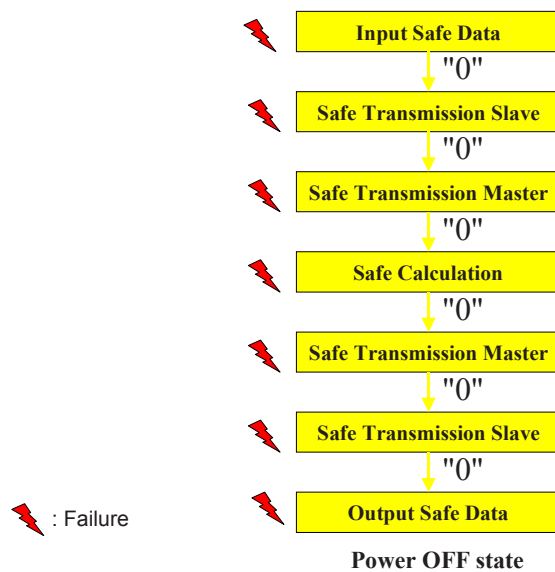 Input Safe Data
"0"
Safe Transmission Slave
"0"
Safe Transmission Master
"0"
Safe Calculation
"0"
Safe Transmission Master
"0"
Safe Transmission Slave
"0"
Output Safe Data
: Failure
Power OFF state